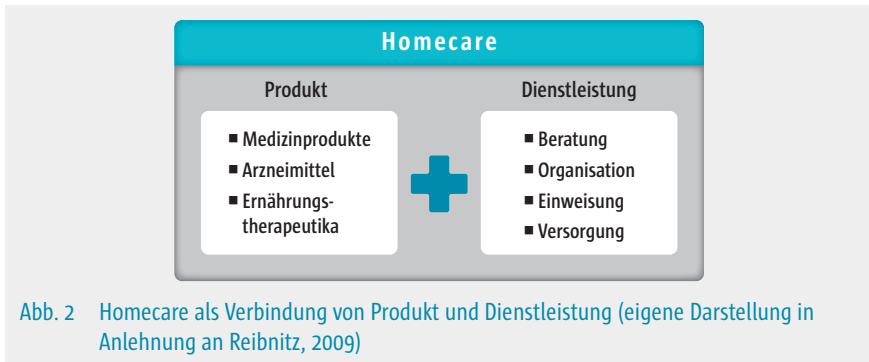 Homecare
Produkt
■ Medizinprodukte
■ Arzneimittel
■ Ernährungs-
therapeutika
Dienstleistung
■ Beratung
■ Organisation
■ Einweisung
■ Versorgung
Abb. 2 Homecare als Verbindung von Produkt und Dienstleistung (eigene Darstellung in
Anlehnung an Reibnitz, 2009)